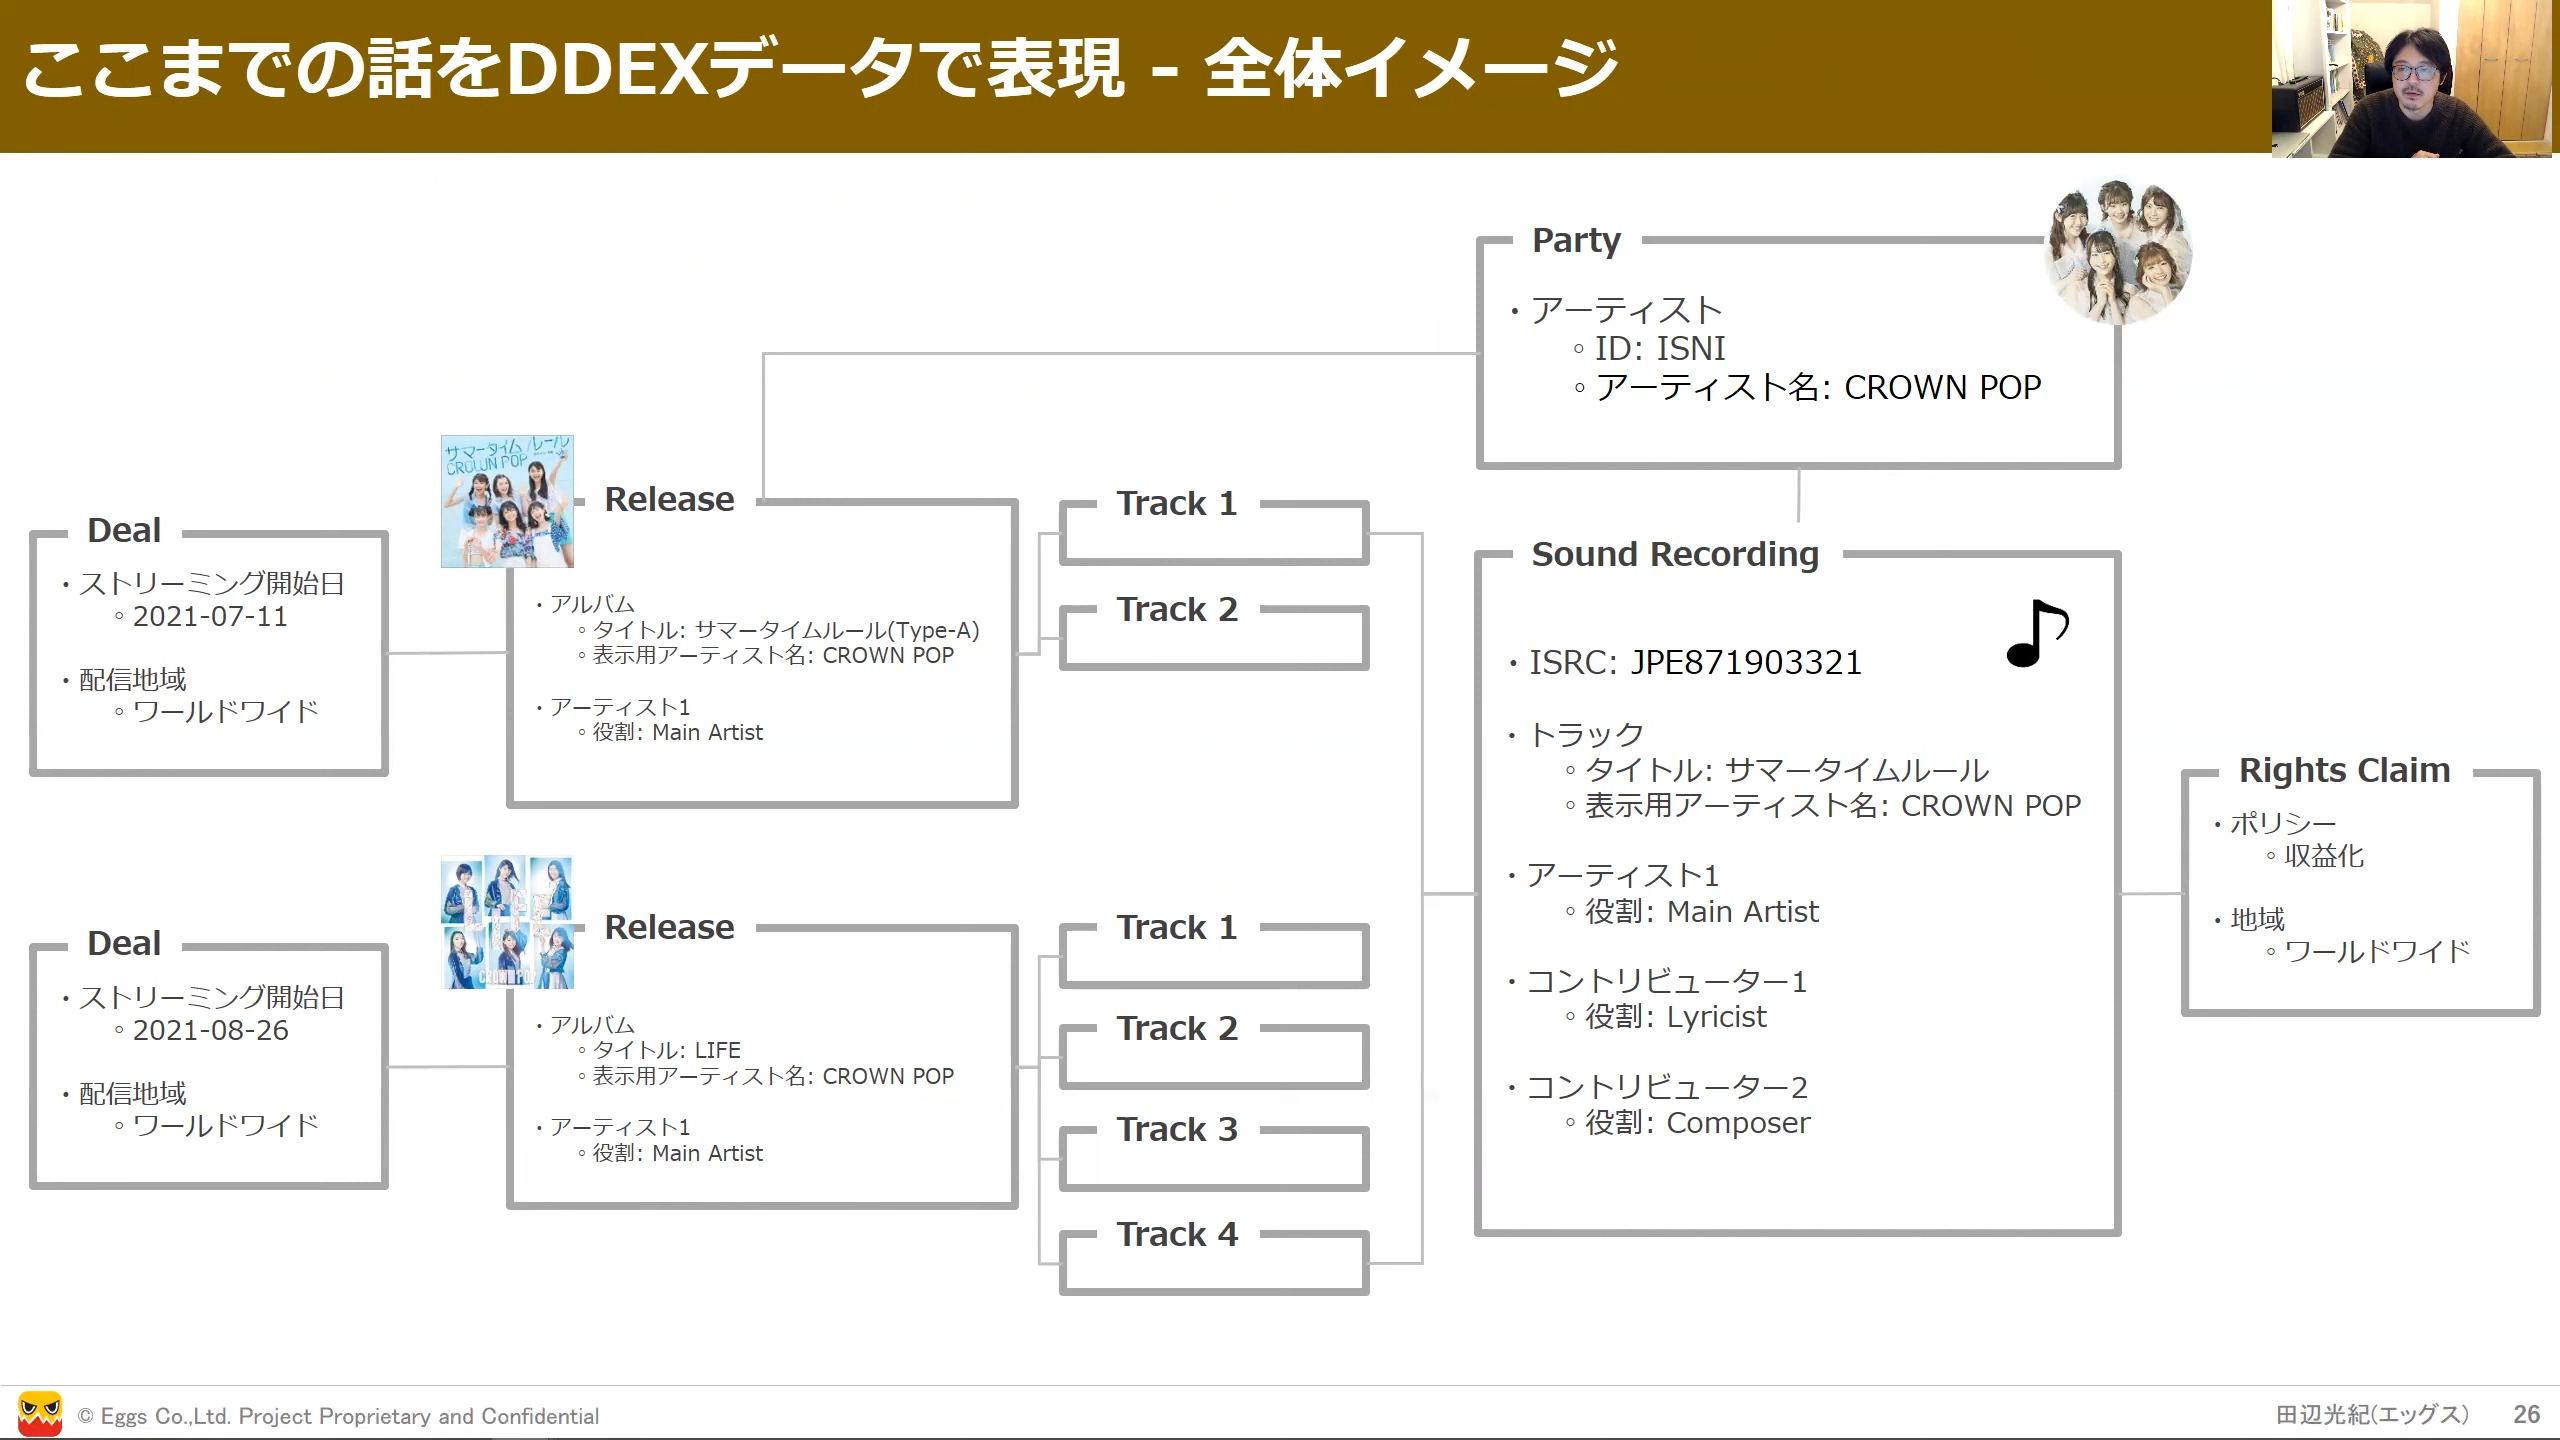 ここまでの話をDDEXデータで表現 - 全体イメージ
Party
・アーティスト
◦ ID: ISNI
◦ アーティスト名: CROWN POP
サマータイムルール
CROWN POP
Deal
・ストリーミング開始日
◦ 2021-07-11
・配信地域
◦ ワールドワイド
Release
・アルバム
◦ タイトル: サマータイムルール(Type-A)
◦ 表示用アーティスト名: CROWN POP
・アーティスト1
◦ 役割: Main Artist
Track 1
Track 2
Deal
・ストリーミング開始日
◦ 2021-08-26
・配信地域
◦ ワールドワイド
CROWN POP
Release
・アルバム
◦ タイトル: LIFE
◦ 表示用アーティスト名: CROWN POP
・アーティスト1
◦ 役割: Main Artist
Track 1
Track 2
Track 3
Track 4
Sound Recording
・ISRC: JPE871903321
・トラック
◦ タイトル: サマータイムルール
◦ 表示用アーティスト名: CROWN POP
・アーティスト1
◦ 役割: Main Artist
・コントリビューター1
◦ 役割: Lyricist
・コントリビューター2
◦ 役割: Composer
Rights Claim
・ポリシー
◦ 収益化
・地域
◦ ワールドワイド
© Eggs Co.,Ltd. Project Proprietary and Confidential
田辺光紀(エッグス)
26